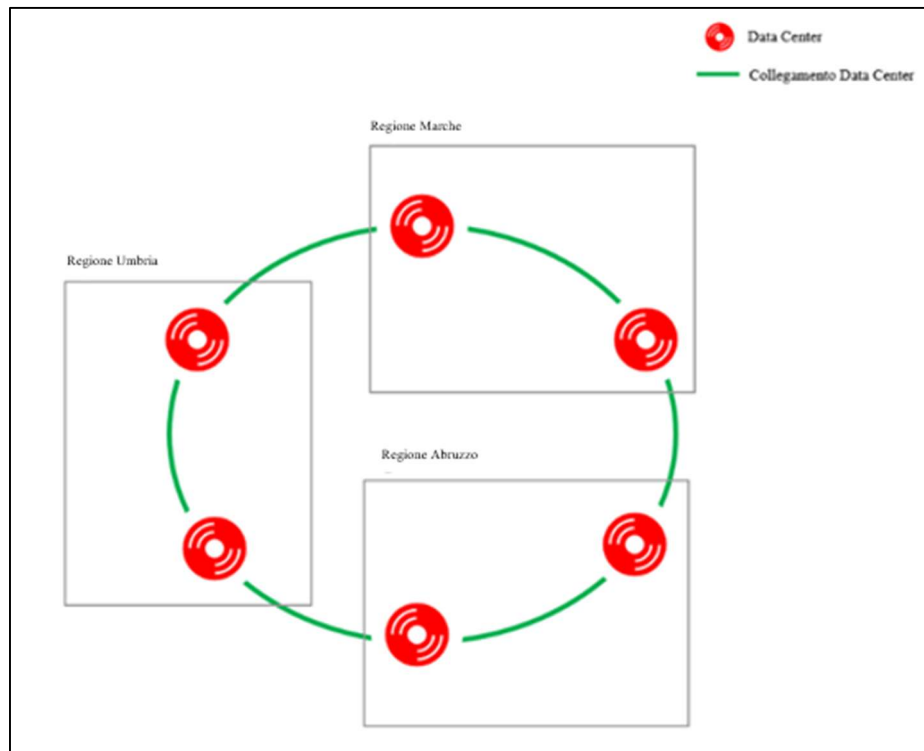 Data Center
Collegamento Data Center
Regione Marche
Regione Umbria
Regione Abruzzo